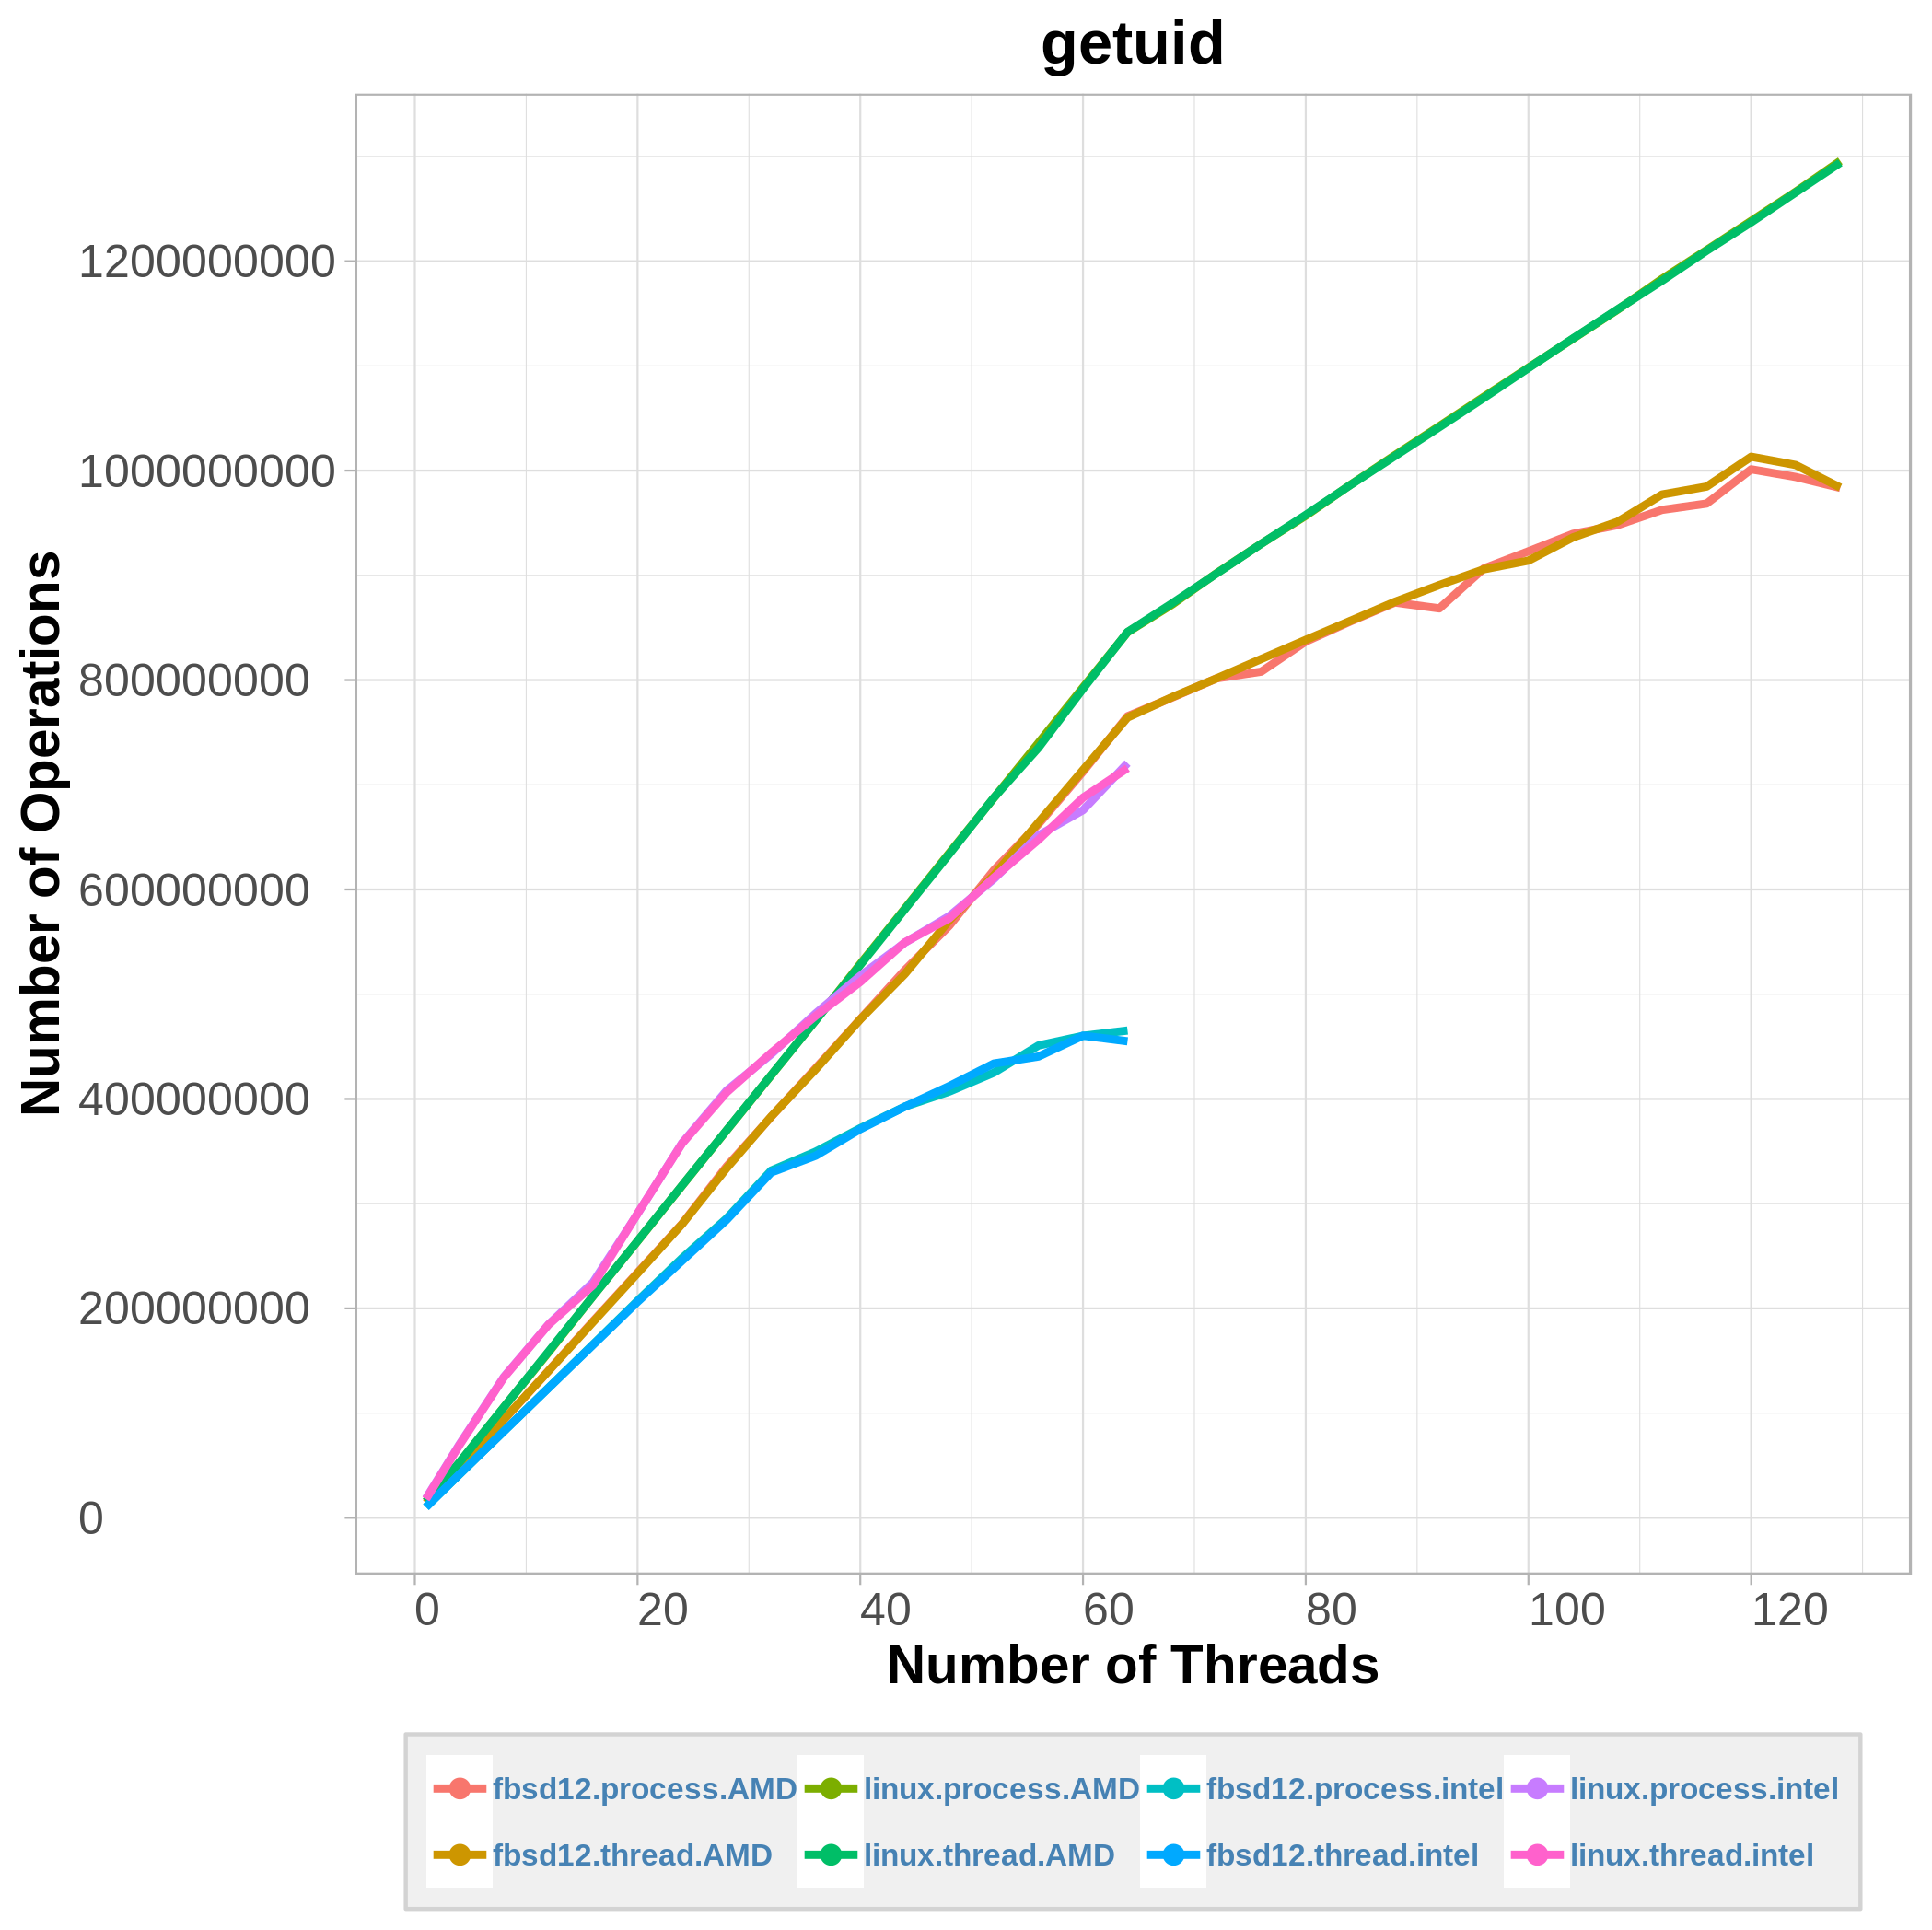 getuid
Number of Operations
1200000000
1000000000
800000000
600000000
400000000
200000000
0
0 20 40 60 80 100 120
Number of Threads
fbsd12.process.AMD linux.process.AMD fbsd12.process.intel linux.process.intel
fbsd12.thread.AMD linux.thread.AMD fbsd12.thread.intel linux.thread.intel